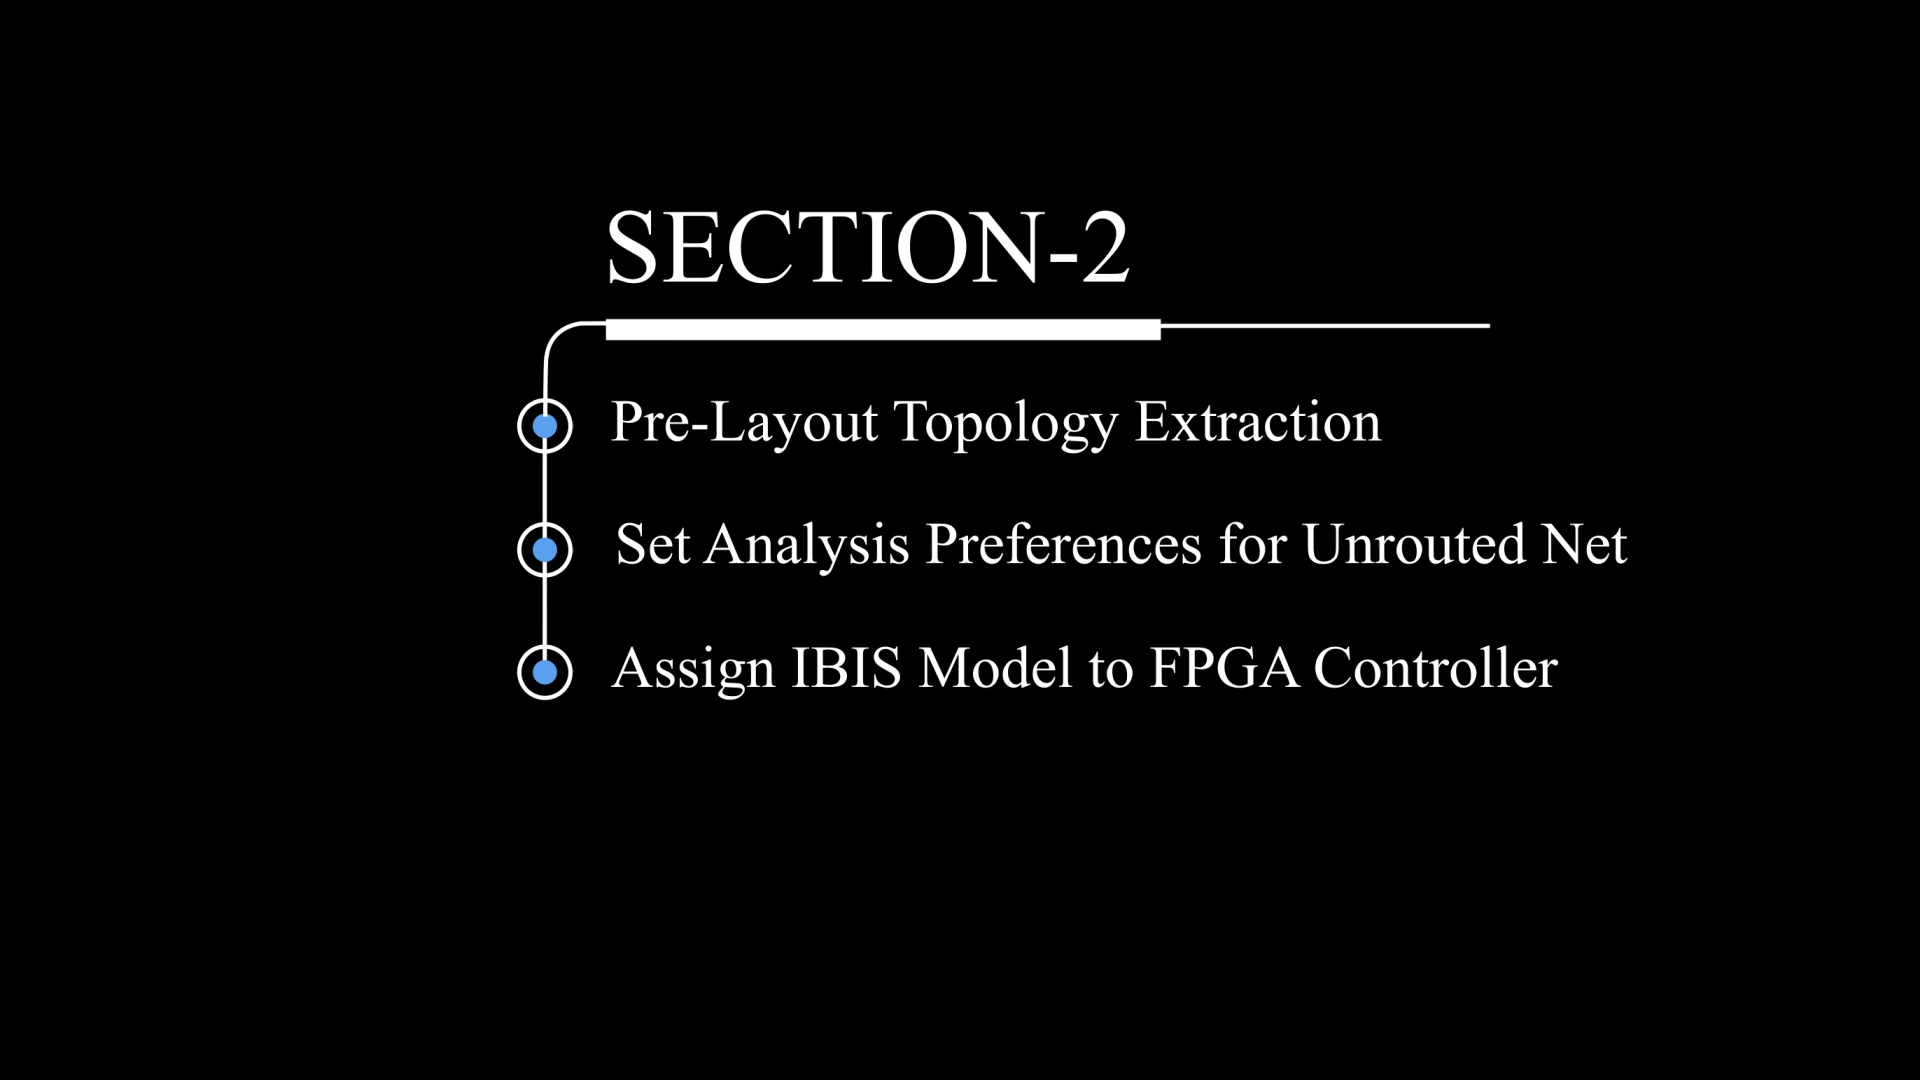 SECTION-2
Pre-Layout Topology Extraction
Set Analysis Preferences for Unrouted Net
Assign IBIS Model to FPGA Controller